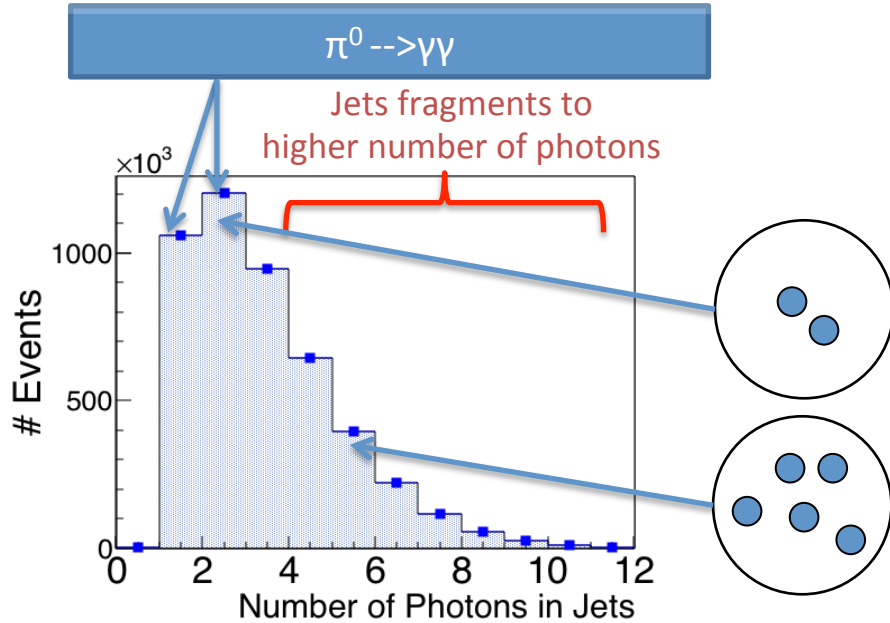 π⁰ -->γγ
Jets fragments to
higher number of photons
×10³
1000
500
0
# Events
0 2 4 6 8 10 12
Number of Photons in Jets